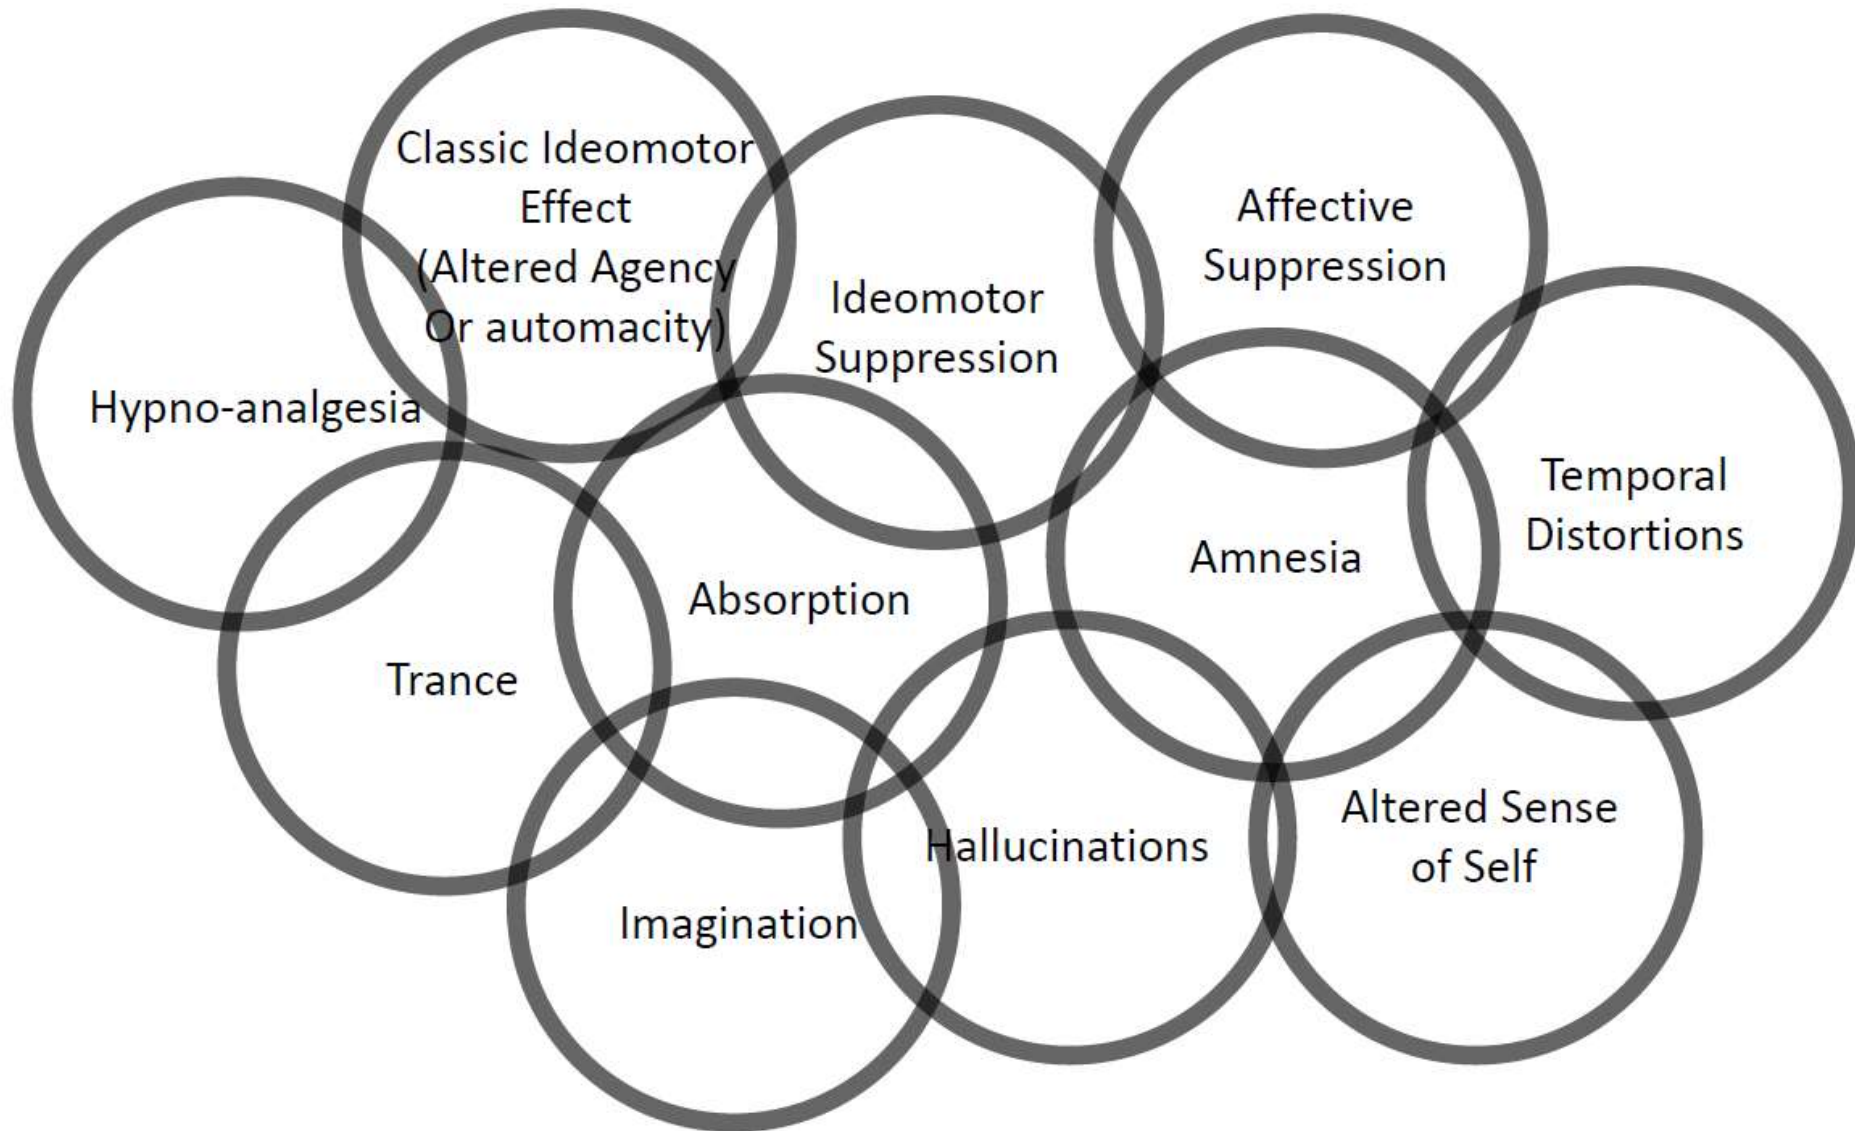 Classic Ideomotor
Effect
(Altered Agency
Or automacity)
Affective
Suppression
Ideomotor
Suppression
Hypno-analgesia
Temporal
Distortions
Amnesia
Absorption
Trance
Altered Sense
of Self
Hallucinations
Imagination